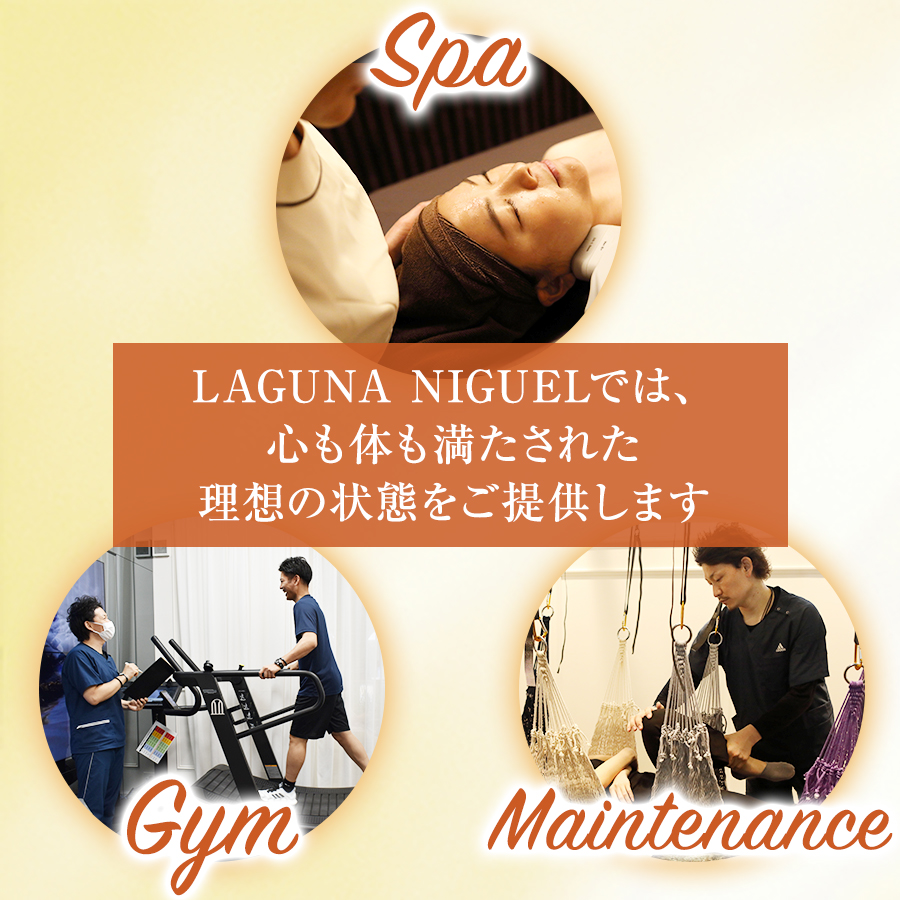 Spa
LAGUNA NIGUELでは、
心も体も満たされた
理想の状態をご提供します
Gym
Maintenance